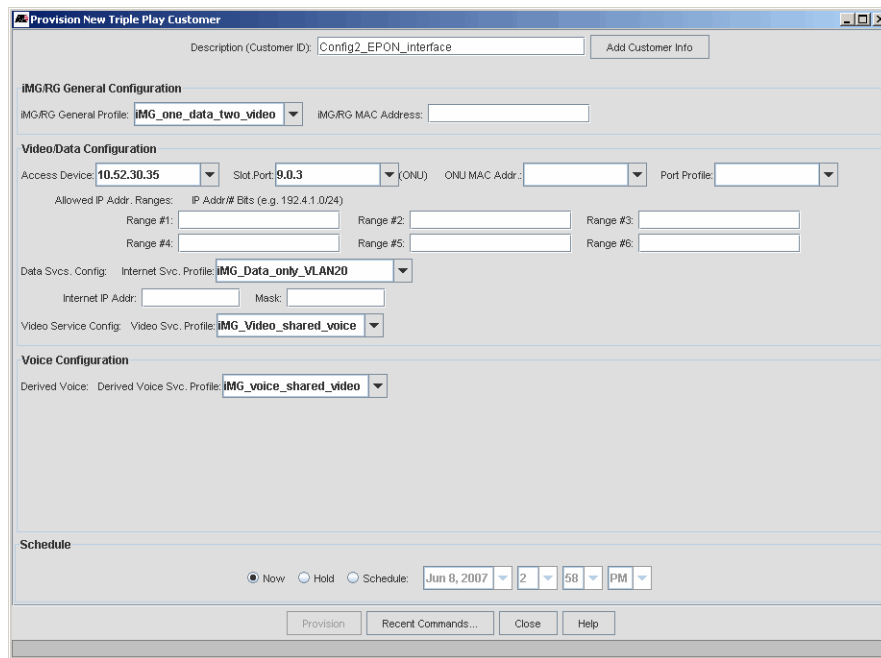 Provision New Triple Play Customer
Description (Customer ID): Config2_EPON_interface Add Customer Info
iMG/RG General Configuration
iMG/RG General Profile: iMG_one_data_two_video iMG/RG MAC Address:
Video/Data Configuration
Access Device: 10.52.30.35 Slot.Port: 9.0.3 (ONU) ONU MAC Addr.: Port Profile:
Allowed IP Addr. Ranges: IP Addr/# Bits (e.g. 192.4.1.0/24)
Range #1: Range #2: Range #3:
Range #4: Range #5: Range #6:
Data Svcs. Config: Internet Svc. Profile: iMG_Data_only_VLAN20
Internet IP Addr: Mask:
Video Service Config: Video Svc. Profile: iMG_Video_shared_voice
Voice Configuration
Derived Voice: Derived Voice Svc. Profile: iMG_voice_shared_video
Schedule
Now Hold Schedule: Jun 8, 2007 2 58 PM
Provision Recent Commands... Close Help